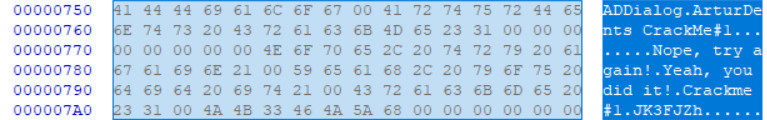 00000750 41 44 44 69 61 6C 6F 67 00 41 72 74 75 72 44 65 ADDialog.ArturDe
00000760 6E 74 73 20 43 72 61 63 6B 4D 65 23 31 00 00 00 nts CrackMe#1...
00000770 00 00 00 00 00 4E 6F 70 65 2C 20 74 72 79 20 61 .....Nope, try a
00000780 67 61 69 6E 21 00 59 65 61 68 2C 20 79 6F 75 20 gain!.Yeah, you
00000790 64 69 64 20 69 74 21 00 43 72 61 63 6B 6D 65 20 did it!.Crackme
000007A0 23 31 00 4A 4B 33 46 4A 5A 68 00 00 00 00 00 00 #1.JK3FJZh......